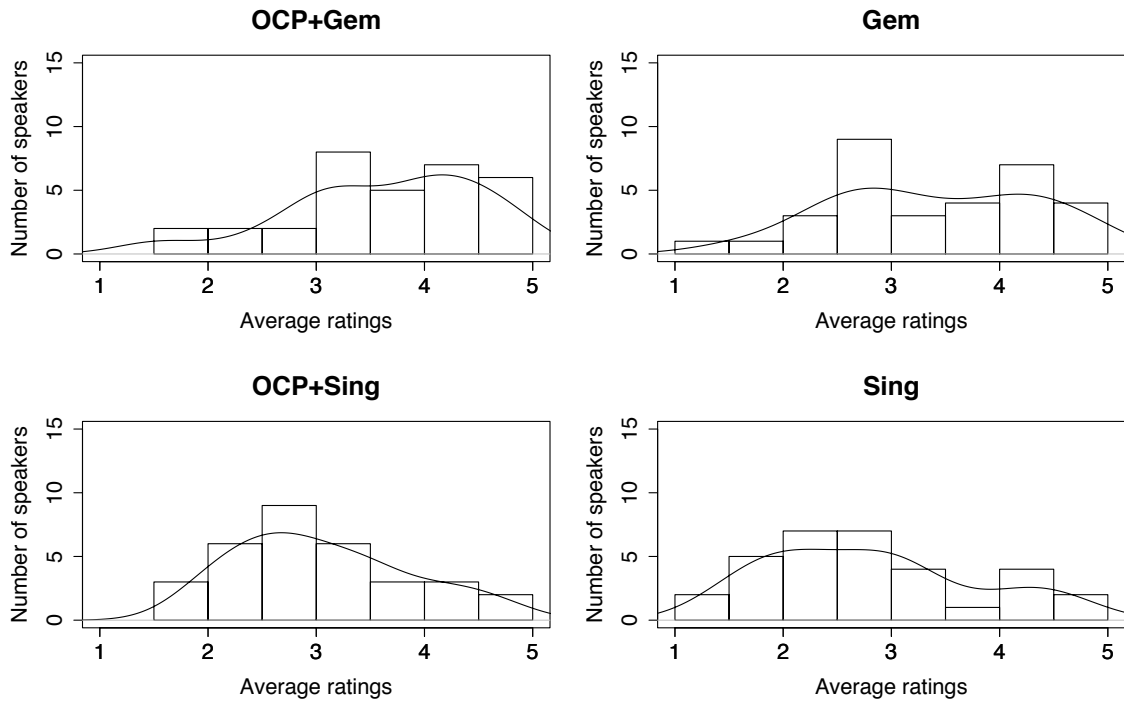 OCP+Gem
Number of speakers
0 5 10 15
1 2 3 4 5
Average ratings
Gem
Number of speakers
0 5 10 15
1 2 3 4 5
Average ratings
OCP+Sing
Number of speakers
0 5 10 15
1 2 3 4 5
Average ratings
Sing
Number of speakers
0 5 10 15
1 2 3 4 5
Average ratings